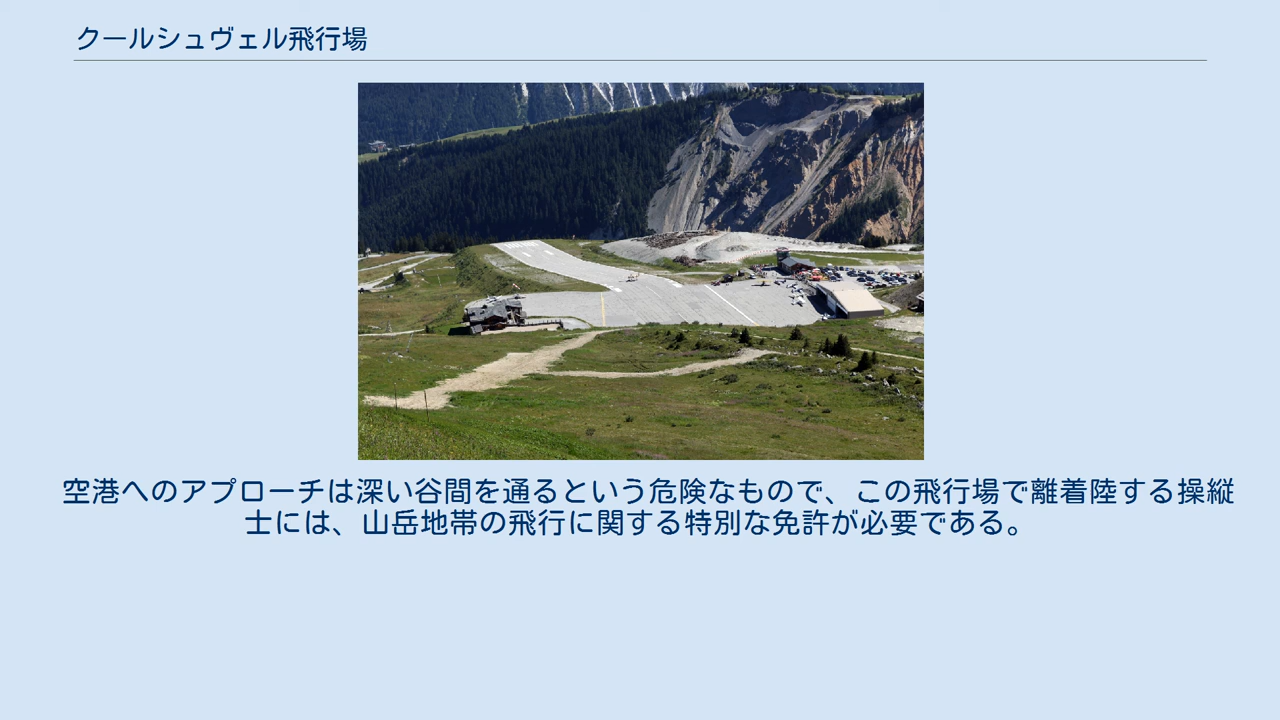 クールシュヴェル飛行場
空港へのアプローチは深い谷間を通るという危険なもので、この飛行場で離着陸する操縦
士には、山岳地帯の飛行に関する特別な免許が必要である。